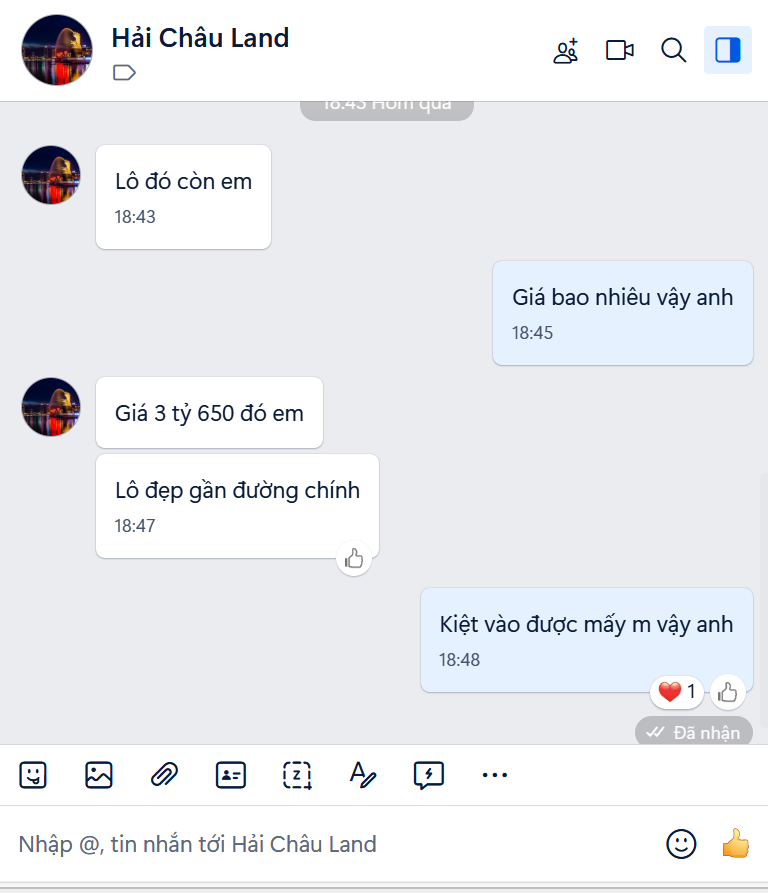 Hải Châu Land
18:43 Hôm qua
Lô đó còn em
18:43
Giá bao nhiêu vậy anh
18:45
Giá 3 tỷ 650 đó em
Lô đẹp gần đường chính
18:47
Kiệt vào được mấy m vậy anh
18:48
1
Đã nhận
Nhập @, tin nhắn tới Hải Châu Land